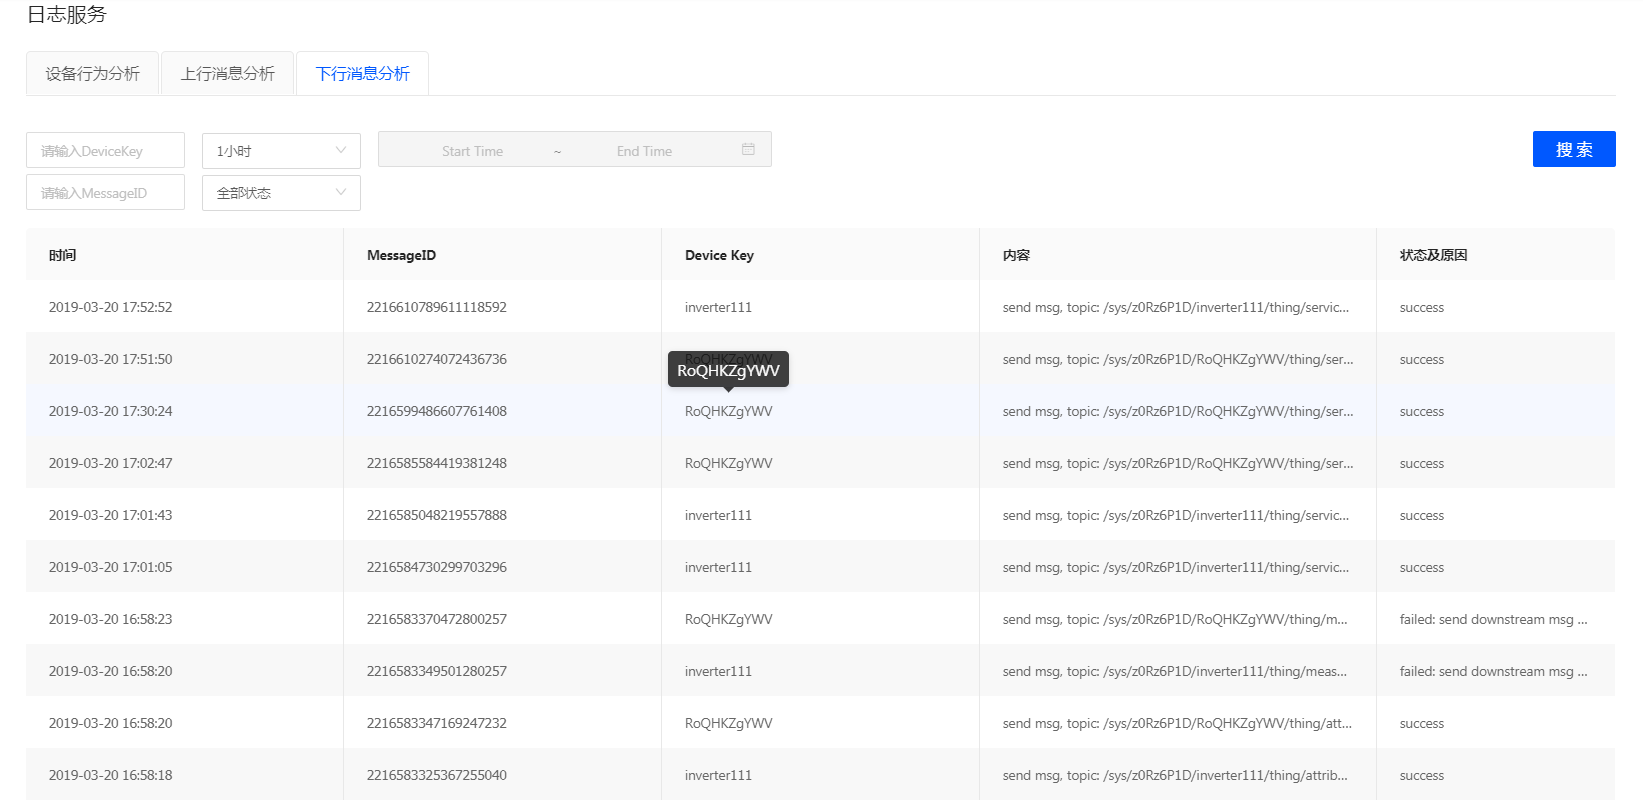 日志服务
设备行为分析 上行消息分析 下行消息分析
请输入DeviceKey 1小时 Start Time ~ End Time 搜 索
请输入MessageID 全部状态
时间 MessageID Device Key 内容 状态及原因
2019-03-20 17:52:52 2216610789611118592 inverter111 send msg, topic: /sys/z0Rz6P1D/inverter111/thing/servic... success
2019-03-20 17:51:50 2216610274072436736 RoQHKZgYWV send msg, topic: /sys/z0Rz6P1D/RoQHKZgYWV/thing/ser... success
RoQHKZgYWV
2019-03-20 17:30:24 2216599486607761408 RoQHKZgYWV send msg, topic: /sys/z0Rz6P1D/RoQHKZgYWV/thing/ser... success
2019-03-20 17:02:47 2216585584419381248 RoQHKZgYWV send msg, topic: /sys/z0Rz6P1D/RoQHKZgYWV/thing/ser... success
2019-03-20 17:01:43 2216585048219557888 inverter111 send msg, topic: /sys/z0Rz6P1D/inverter111/thing/servic... success
2019-03-20 17:01:05 2216584730299703296 inverter111 send msg, topic: /sys/z0Rz6P1D/inverter111/thing/servic... success
2019-03-20 16:58:23 2216583370472800257 RoQHKZgYWV send msg, topic: /sys/z0Rz6P1D/RoQHKZgYWV/thing/m... failed: send downstream msg ...
2019-03-20 16:58:20 2216583349501280257 inverter111 send msg, topic: /sys/z0Rz6P1D/inverter111/thing/meas... failed: send downstream msg ...
2019-03-20 16:58:20 2216583347169247232 RoQHKZgYWV send msg, topic: /sys/z0Rz6P1D/RoQHKZgYWV/thing/att... success
2019-03-20 16:58:18 2216583325367255040 inverter111 send msg, topic: /sys/z0Rz6P1D/inverter111/thing/attrib... success